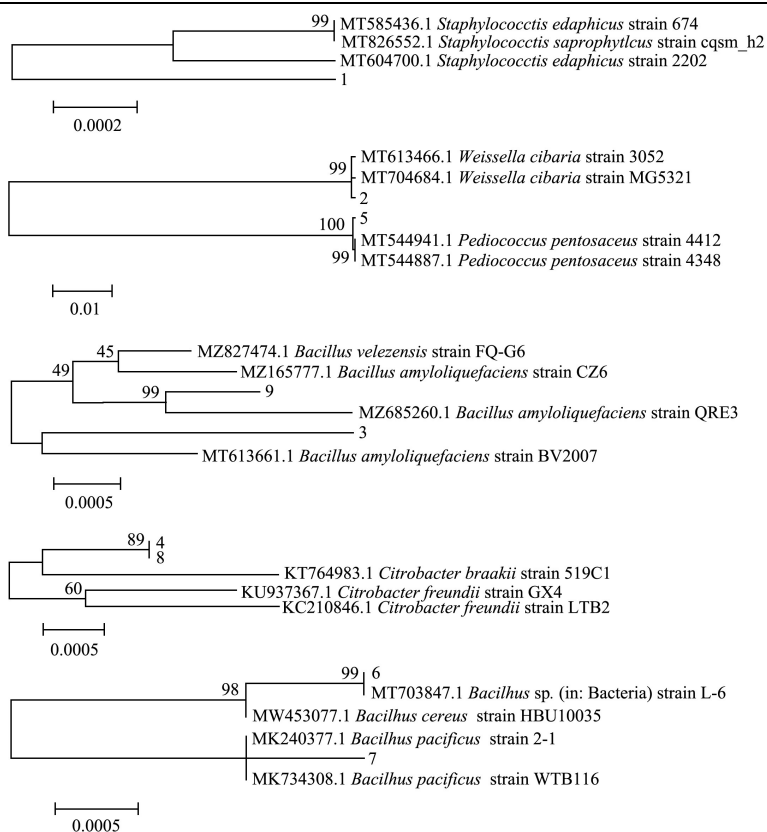 99 MT585436.1 Staphylococctis edaphicus strain 674
MT826552.1 Staphylococctis saprophytlcus strain cqsm_h2
MT604700.1 Staphylococctis edaphicus strain 2202
1
0.0002
MT613466.1 Weissella cibaria strain 3052
99
MT704684.1 Weissella cibaria strain MG5321
2
5
100
MT544941.1 Pediococcus pentosaceus strain 4412
99 MT544887.1 Pediococcus pentosaceus strain 4348
0.01
45 MZ827474.1 Bacillus velezensis strain FQ-G6
49 MZ165777.1 Bacillus amyloliquefaciens strain CZ6
99 9
MZ685260.1 Bacillus amyloliquefaciens strain QRE3
3
MT613661.1 Bacillus amyloliquefaciens strain BV2007
0.0005
89 4
8
KT764983.1 Citrobacter braakii strain 519C1
60 KU937367.1 Citrobacter freundii strain GX4
KC210846.1 Citrobacter freundii strain LTB2
0.0005
99 6
98 MT703847.1 Bacilhus sp. (in: Bacteria) strain L-6
MW453077.1 Bacilhus cereus strain HBU10035
MK240377.1 Bacilhus pacificus strain 2-1
7
MK734308.1 Bacilhus pacificus strain WTB116
0.0005